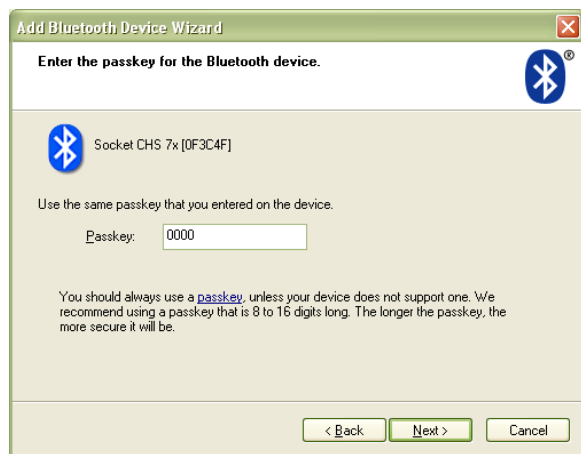 Add Bluetooth Device Wizard
Enter the passkey for the Bluetooth device.
®
Socket CHS 7x [0F3C4F]
Use the same passkey that you entered on the device.
Passkey: 0000
You should always use a passkey, unless your device does not support one. We
recommend using a passkey that is 8 to 16 digits long. The longer the passkey, the
more secure it will be.
< Back Next > Cancel